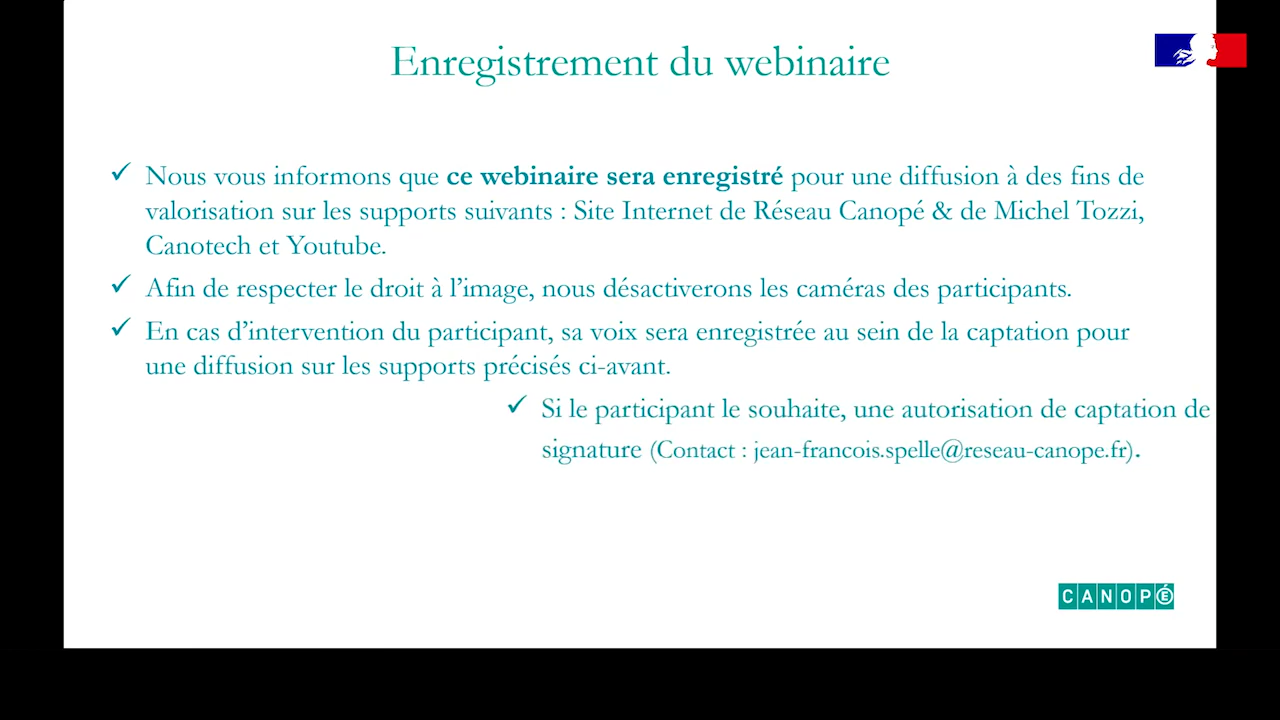 Enregistrement du webinaire
✓ Nous vous informons que ce webinaire sera enregistré pour une diffusion à des fins de
valorisation sur les supports suivants : Site Internet de Réseau Canopé & de Michel Tozzi,
Canotech et Youtube.
✓ Afin de respecter le droit à l’image, nous désactiverons les caméras des participants.
✓ En cas d’intervention du participant, sa voix sera enregistrée au sein de la captation pour
une diffusion sur les supports précisés ci-avant.
✓ Si le participant le souhaite, une autorisation de captation de
signature (Contact : jean-francois.spelle@reseau-canope.fr).
CANOPÉ